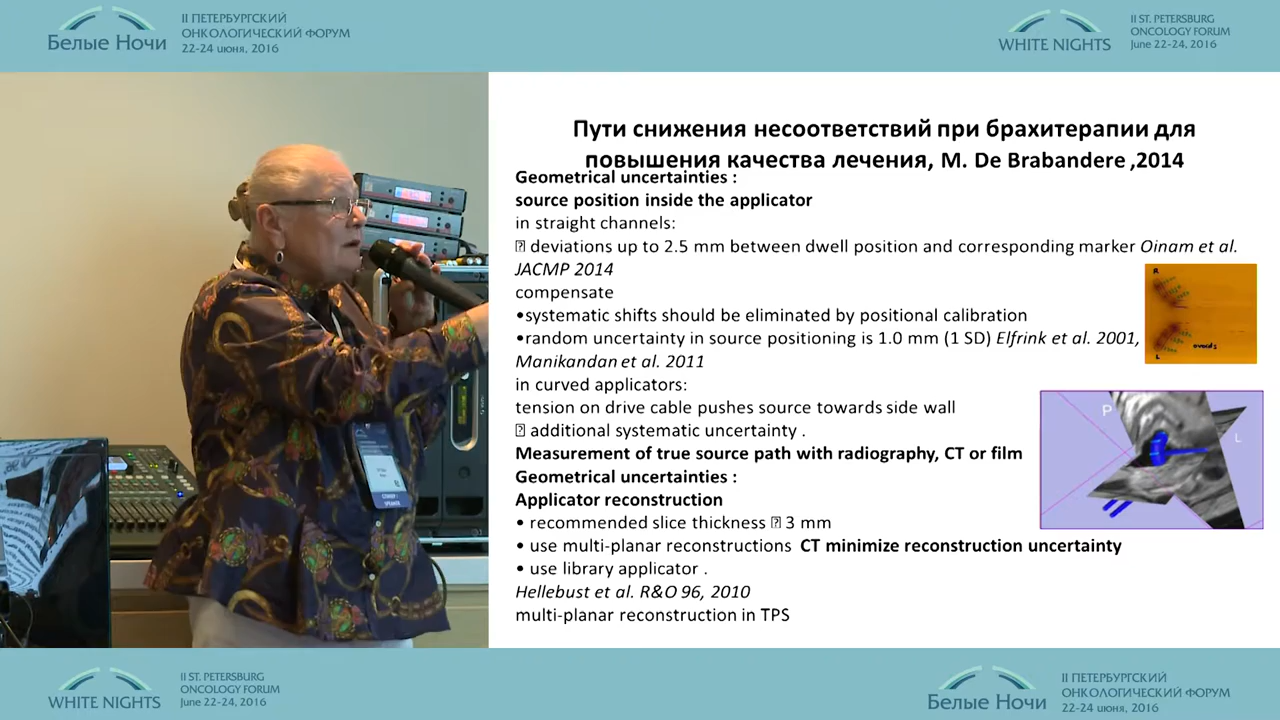 Белые Ночи
II ПЕТЕРБУРГСКИЙ
ОНКОЛОГИЧЕСКИЙ ФОРУМ
22-24 июня, 2016
WHITE NIGHTS
II ST. PETERSBURG
ONCOLOGY FORUM
June 22-24, 2016
Пути снижения несоответствий при брахитерапии для
повышения качества лечения, M. De Brabandere ,2014
Geometrical uncertainties :
source position inside the applicator
in straight channels:
deviations up to 2.5 mm between dwell position and corresponding marker Oinam et al.
JACMP 2014
compensate
•systematic shifts should be eliminated by positional calibration
•random uncertainty in source positioning is 1.0 mm (1 SD) Elfrink et al. 2001,
Manikandan et al. 2011
in curved applicators:
tension on drive cable pushes source towards side wall
additional systematic uncertainty .
Measurement of true source path with radiography, CT or film
Geometrical uncertainties :
Applicator reconstruction
• recommended slice thickness 3 mm
• use multi-planar reconstructions CT minimize reconstruction uncertainty
• use library applicator .
Hellebust et al. R&O 96, 2010
multi-planar reconstruction in TPS
R
L
ovoids
P
L
WHITE NIGHTS
II ST. PETERSBURG
ONCOLOGY FORUM
June 22-24, 2016
Белые Ночи
II ПЕТЕРБУРГСКИЙ
ОНКОЛОГИЧЕСКИЙ ФОРУМ
22-24 июня, 2016